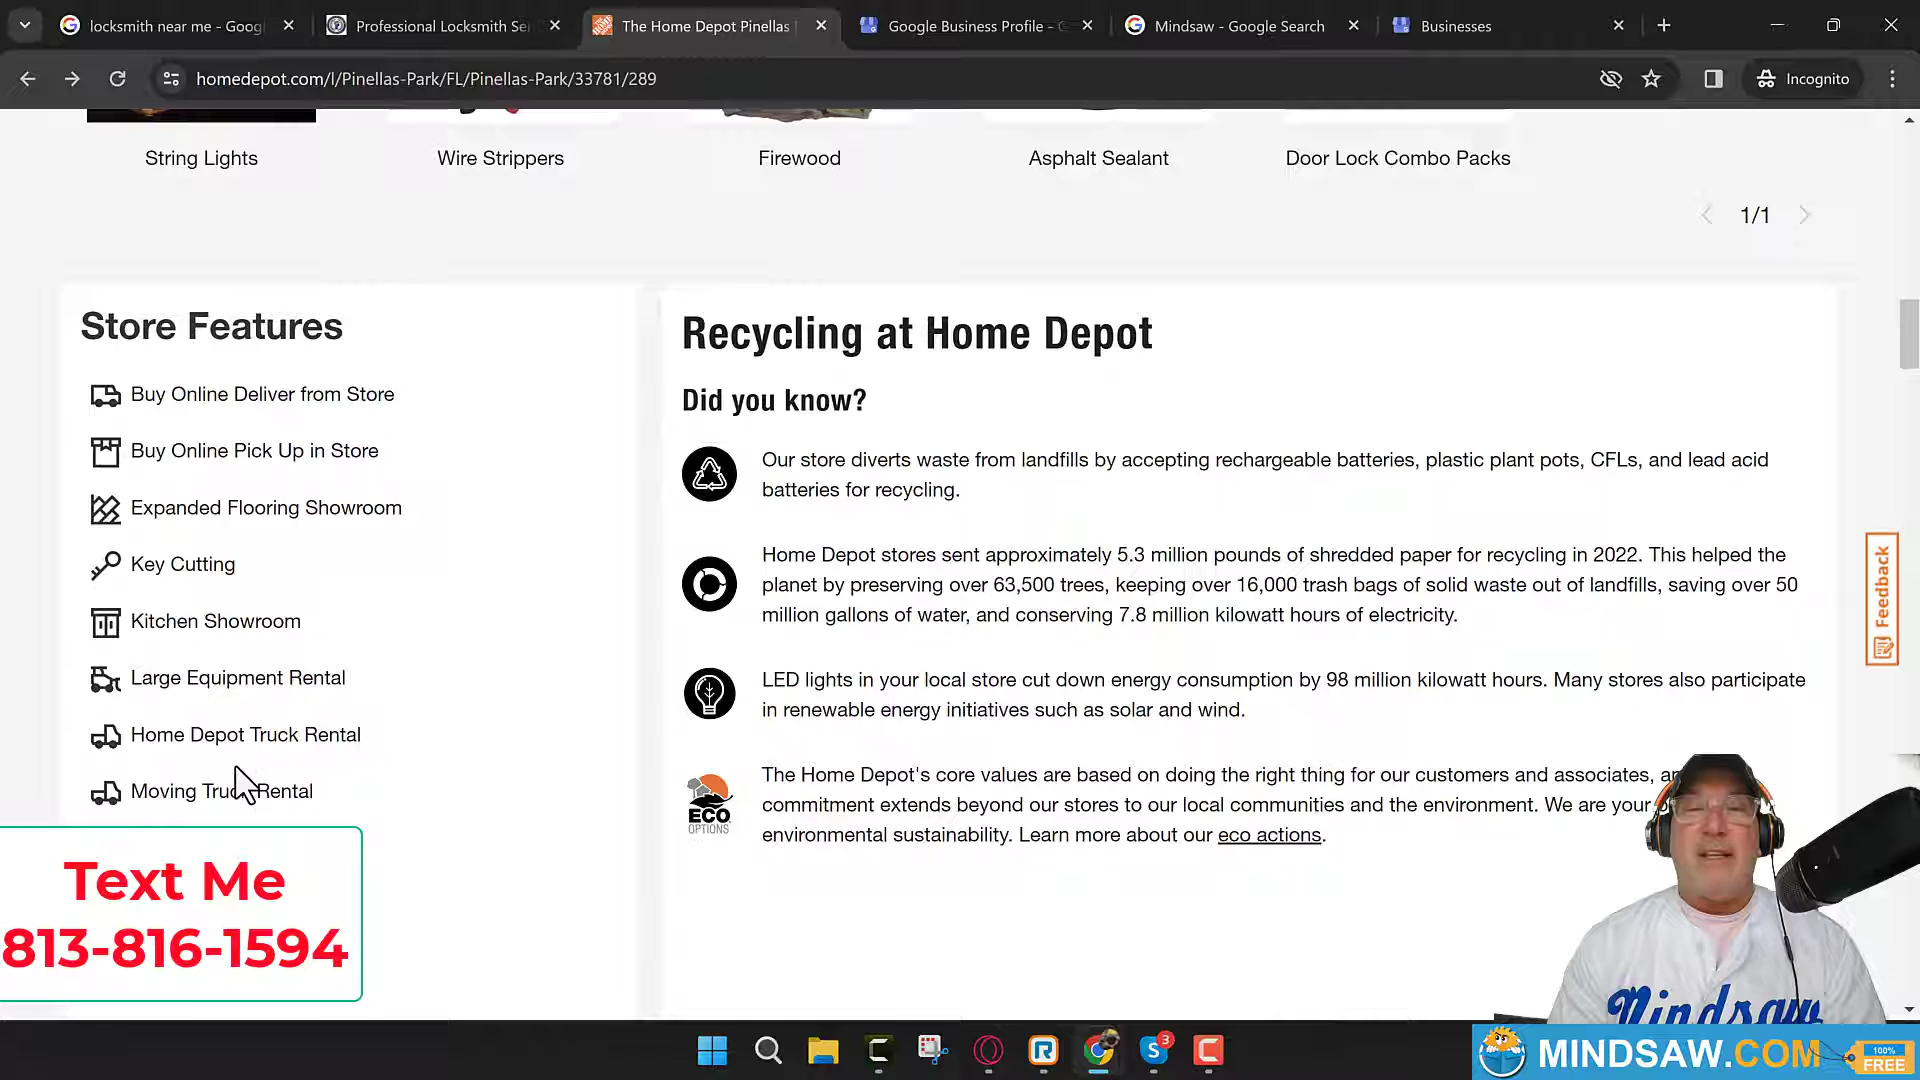 locksmith near me - Goog
Professional Locksmith Ser
The Home Depot Pinellas
Google Business Profile -
Mindsaw - Google Search
Businesses
homedepot.com/l/Pinellas-Park/FL/Pinellas-Park/33781/289
Incognito
String Lights
Wire Strippers
Firewood
Asphalt Sealant
Door Lock Combo Packs
1/1
Store Features
Buy Online Deliver from Store
Buy Online Pick Up in Store
Expanded Flooring Showroom
Key Cutting
Kitchen Showroom
Large Equipment Rental
Home Depot Truck Rental
Moving Truck Rental
Recycling at Home Depot
Did you know?
Our store diverts waste from landfills by accepting rechargeable batteries, plastic plant pots, CFLs, and lead acid
batteries for recycling.
Home Depot stores sent approximately 5.3 million pounds of shredded paper for recycling in 2022. This helped the
planet by preserving over 63,500 trees, keeping over 16,000 trash bags of solid waste out of landfills, saving over 50
million gallons of water, and conserving 7.8 million kilowatt hours of electricity.
LED lights in your local store cut down energy consumption by 98 million kilowatt hours. Many stores also participate
in renewable energy initiatives such as solar and wind.
ECO
OPTIONS
The Home Depot's core values are based on doing the right thing for our customers and associates,
commitment extends beyond our stores to our local communities and the environment. We are your
environmental sustainability. Learn more about our eco actions.
Feedback
Text Me
813-816-1594
Mindsaw
3
MINDSAW.COM
100%
FREE